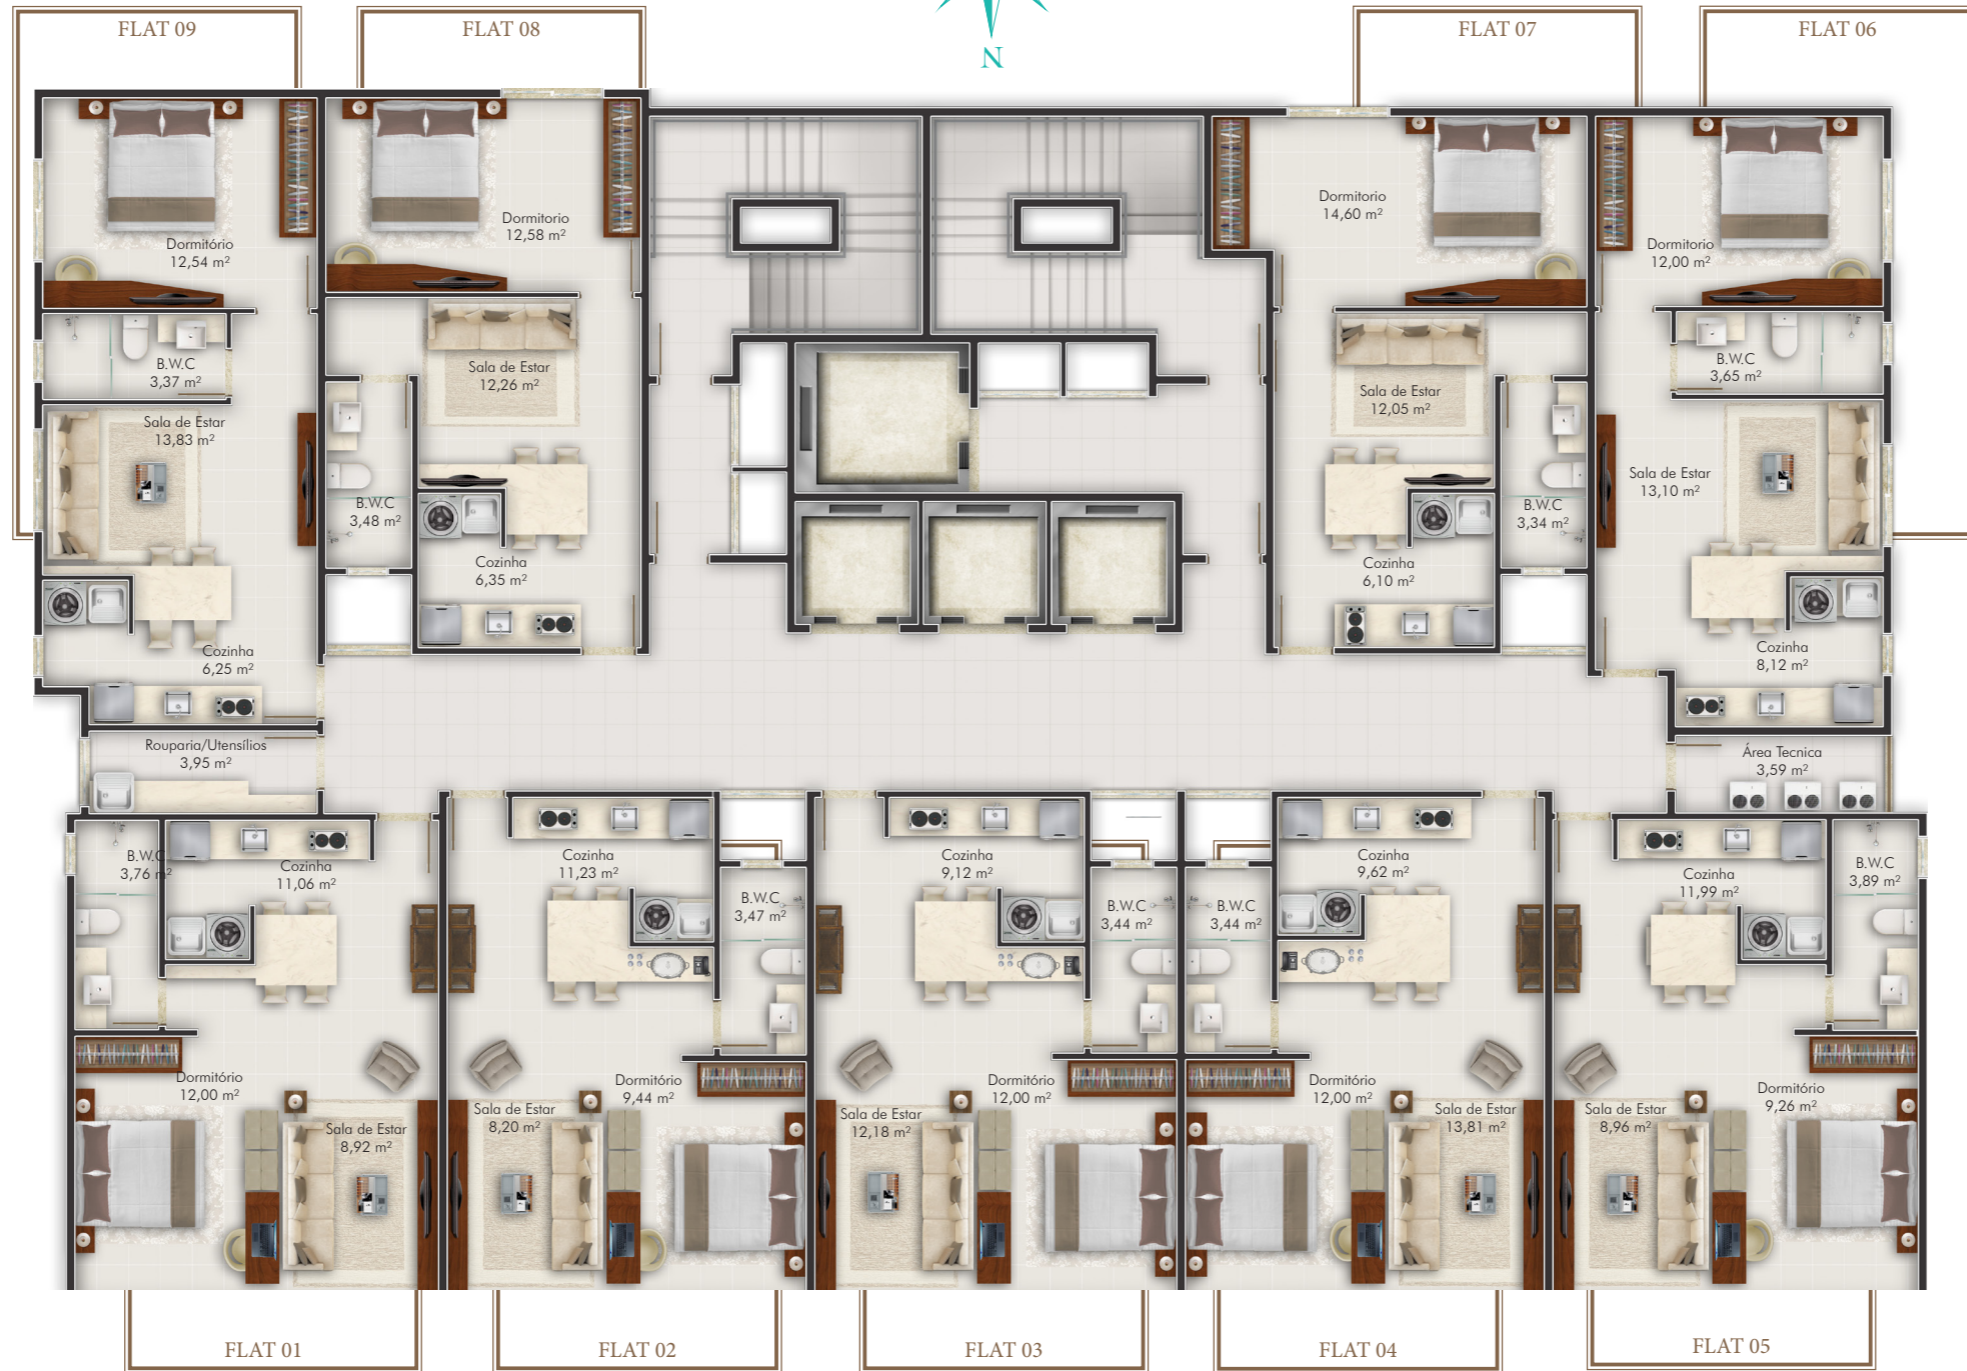 FLAT 09
FLAT 08
N
FLAT 07
FLAT 06
Dormitório
12,54 m²
Dormitorio
12,58 m²
Dormitorio
14,60 m²
Dormitorio
12,00 m²
B.W.C
3,37 m²
Sala de Estar
12,26 m²
Sala de Estar
12,05 m²
B.W.C
3,65 m²
Sala de Estar
13,83 m²
B.W.C
3,48 m²
B.W.C
3,34 m²
Sala de Estar
13,10 m²
Cozinha
6,35 m²
Cozinha
6,10 m²
Cozinha
6,25 m²
Cozinha
8,12 m²
Rouparia/Utensílios
3,95 m²
Área Tecnica
3,59 m²
B.W.C
3,76 m²
Cozinha
11,06 m²
Cozinha
11,23 m²
B.W.C
3,47 m²
Cozinha
9,12 m²
B.W.C
3,44 m²
B.W.C
3,44 m²
Cozinha
9,62 m²
Cozinha
11,99 m²
B.W.C
3,89 m²
Dormitório
12,00 m²
Sala de Estar
8,92 m²
Sala de Estar
8,20 m²
Dormitório
9,44 m²
Sala de Estar
12,18 m²
Dormitório
12,00 m²
Dormitório
12,00 m²
Sala de Estar
13,81 m²
Sala de Estar
8,96 m²
Dormitório
9,26 m²
FLAT 01
FLAT 02
FLAT 03
FLAT 04
FLAT 05